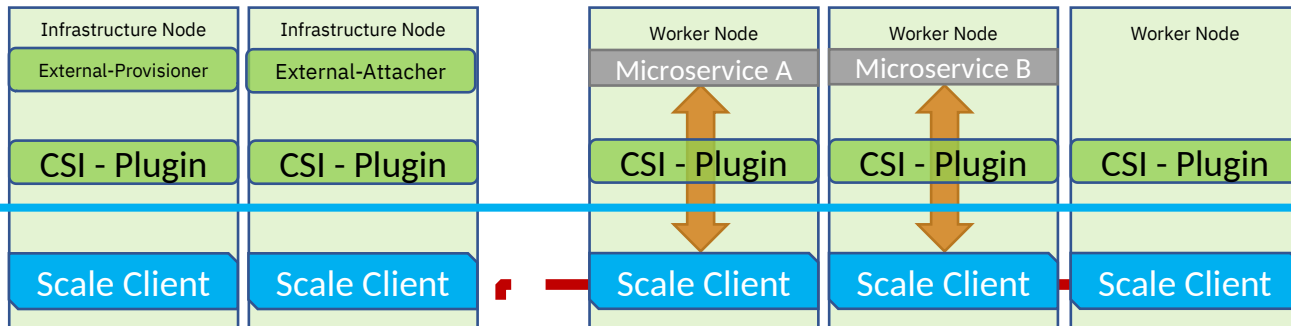 Infrastructure Node
Infrastructure Node
Worker Node
Worker Node
Worker Node
External-Provisioner
External-Attacher
Microservice A
Microservice B
CSI - Plugin
CSI - Plugin
CSI - Plugin
CSI - Plugin
CSI - Plugin
Scale Client
Scale Client
Scale Client
Scale Client
Scale Client